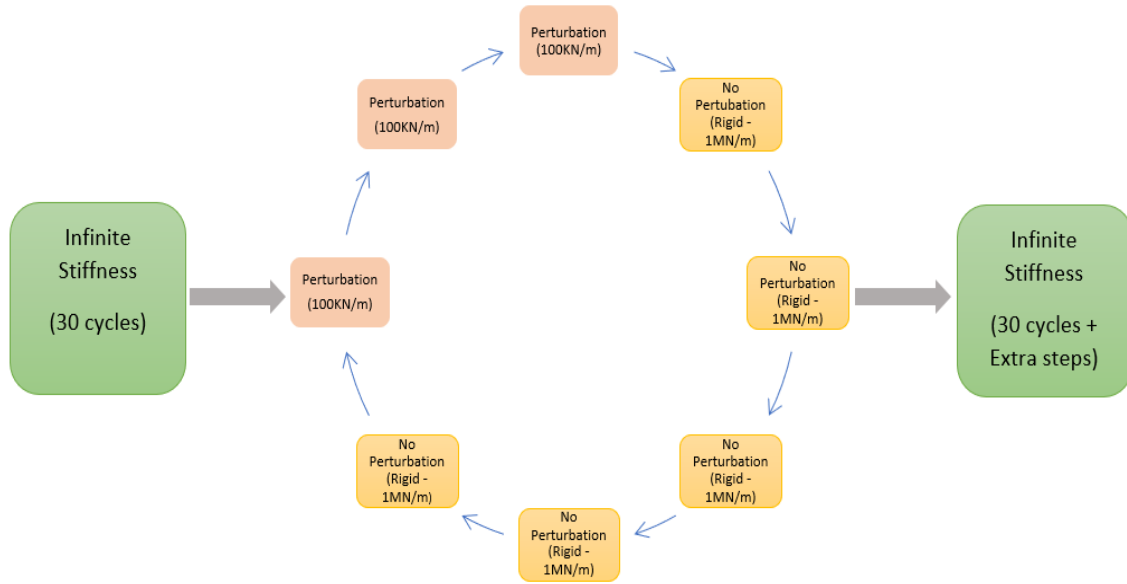 Infinite
Stiffness
(30 cycles)
Perturbation
(100KN/m)
Perturbation
(100KN/m)
Perturbation
(100KN/m)
No
Pertubation
(Rigid -
1MN/m)
No
Perturbation
(Rigid -
1MN/m)
Infinite
Stiffness
(30 cycles +
Extra steps)
No
Perturbation
(Rigid -
1MN/m)
No
Perturbation
(Rigid -
1MN/m)
No
Perturbation
(Rigid -
1MN/m)